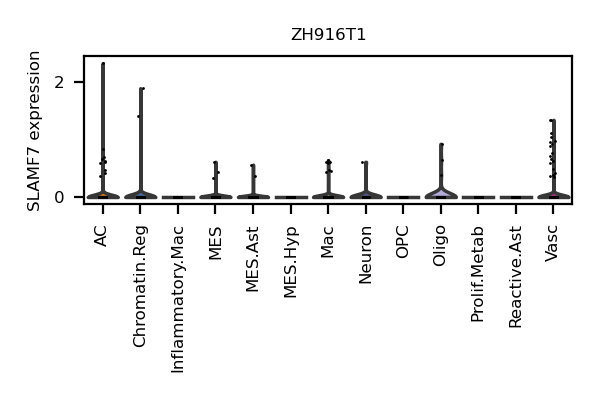 ZH916T1
SLAMF7 expression
2
0
AC
Chromatin.Reg
Inflammatory.Mac
MES
MES.Ast
MES.Hyp
Mac
Neuron
OPC
Oligo
Prolif.Metab
Reactive.Ast
Vasc